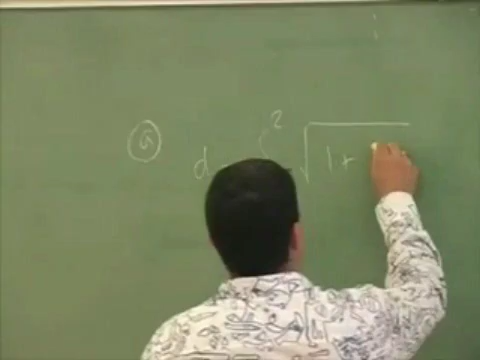 (a) d = ∫² √1+